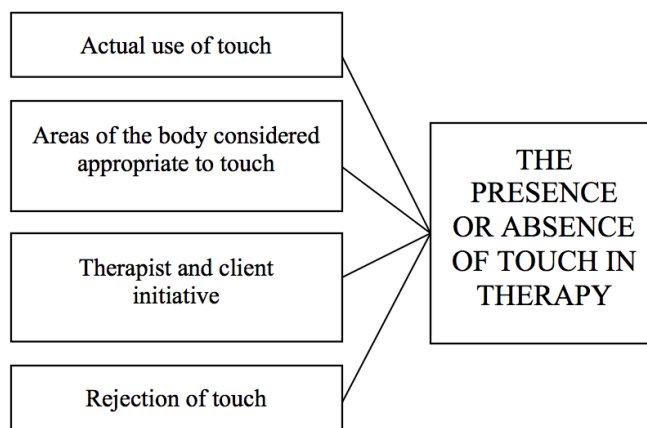 Actual use of touch
Areas of the body considered
appropriate to touch
Therapist and client
initiative
Rejection of touch
THE
PRESENCE
OR ABSENCE
OF TOUCH IN
THERAPY